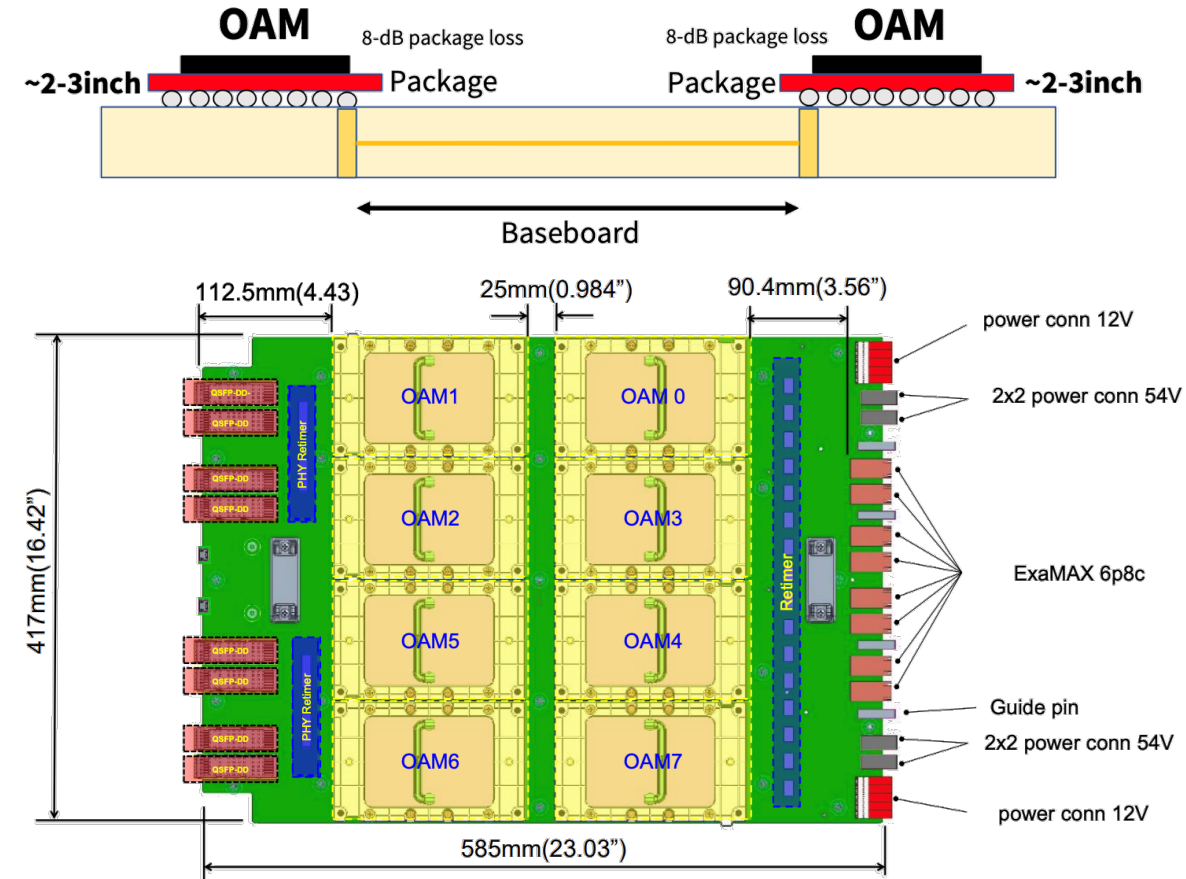 OAM
8-dB package loss
8-dB package loss
OAM
~2-3inch
Package
Package
~2-3inch
Baseboard
112.5mm(4.43)
25mm(0.984”)
90.4mm(3.56”)
power conn 12V
2x2 power conn 54V
ExaMAX 6p8c
Guide pin
2x2 power conn 54V
power conn 12V
417mm(16.42”)
585mm(23.03”)
QSFP-DD-
QSFP-DD
QSFP-DD
QSFP-DD
QSFP-DD
QSFP-DD
QSFP-DD
QSFP-DD
PHY Retimer
PHY Retimer
OAM1
OAM 0
OAM2
OAM3
OAM5
OAM4
OAM6
OAM7
Retimer